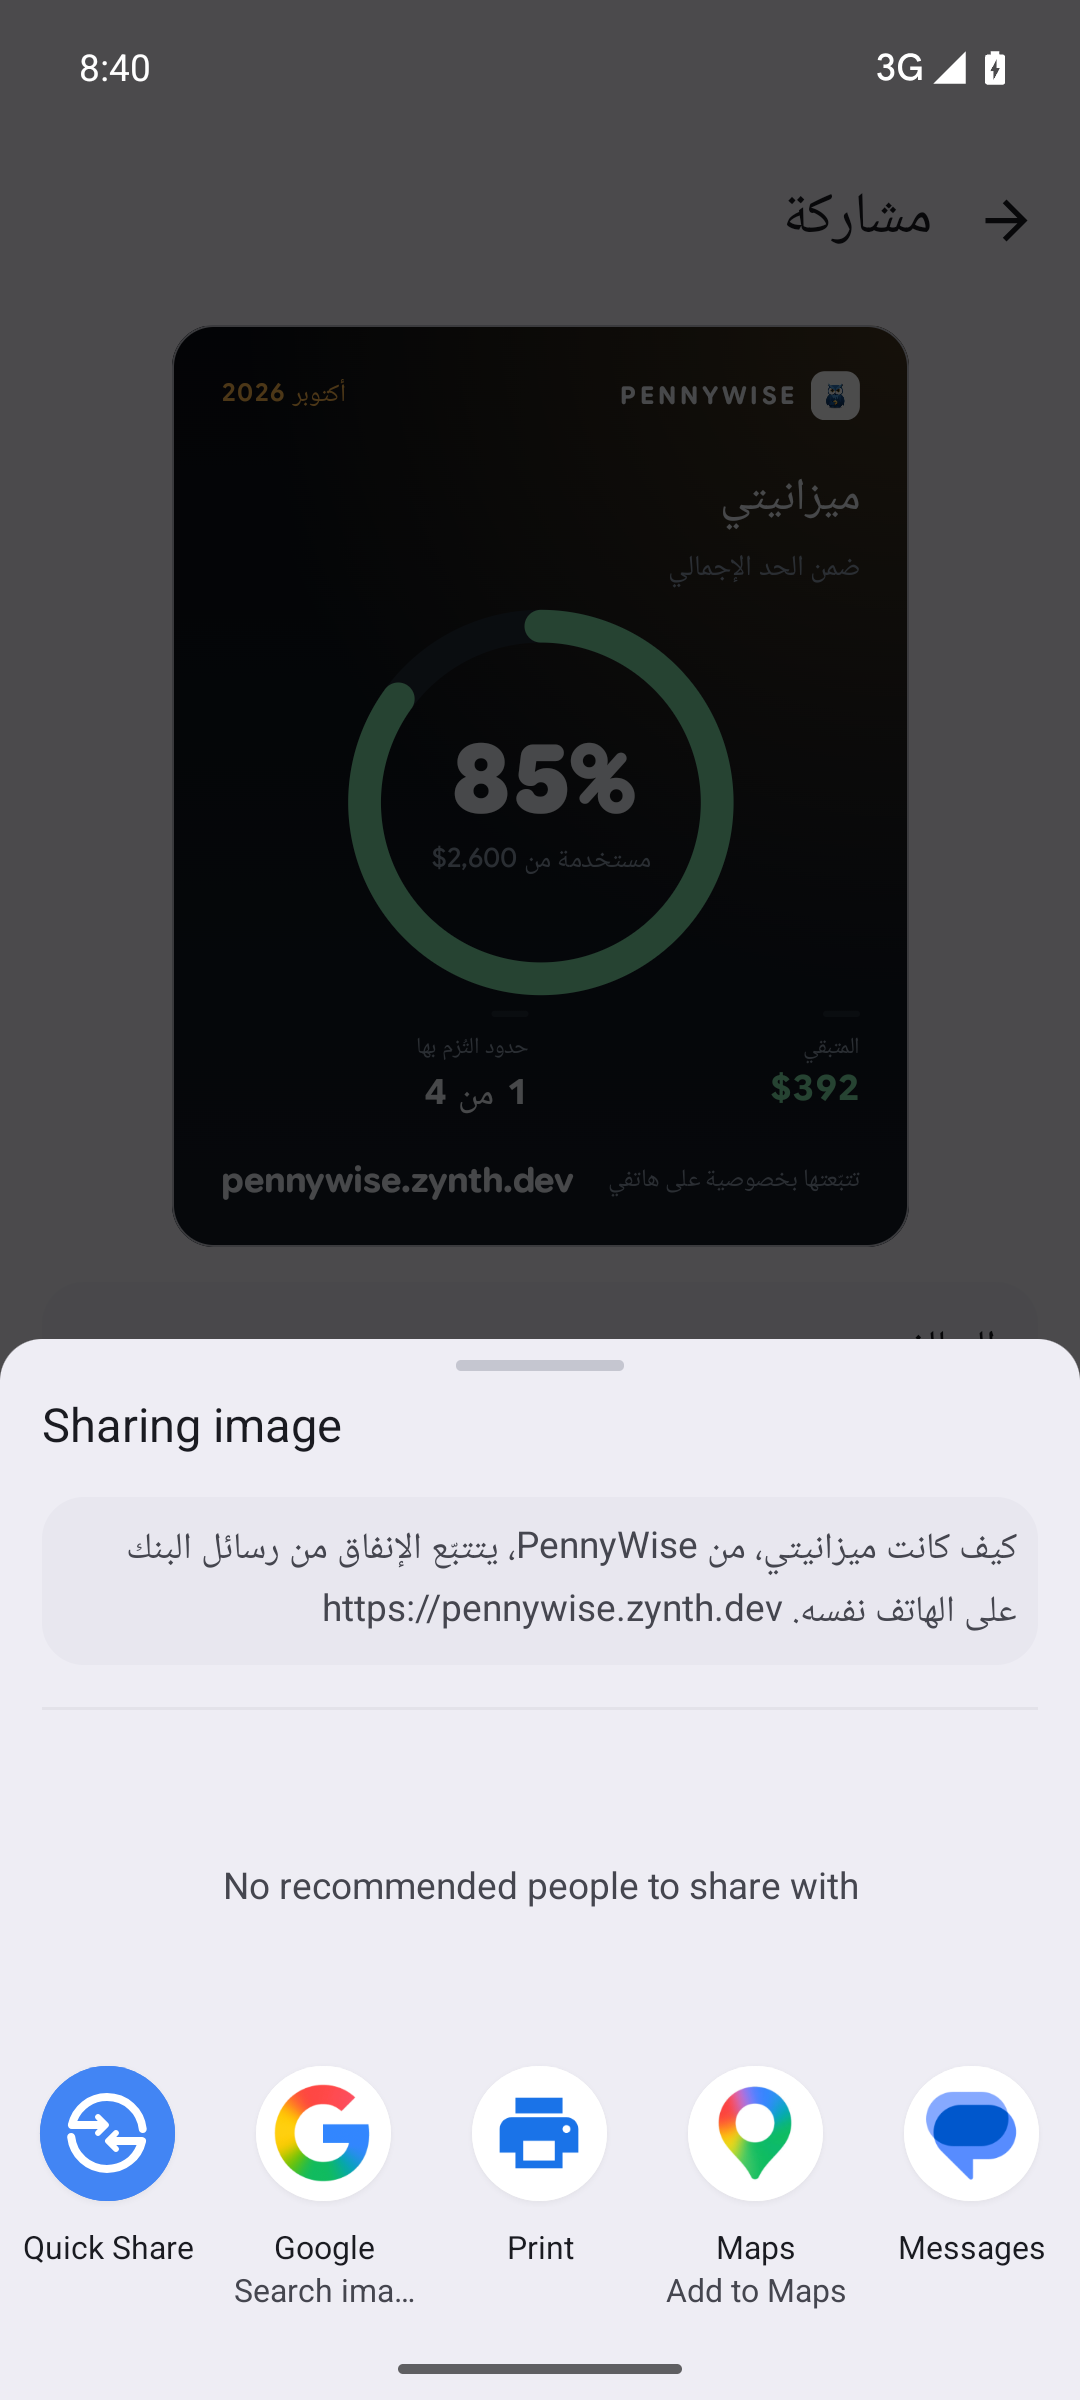 8:40
3G
مشاركة
PENNYWISE
أكتوبر 2026
ميزانيتي
ضمن الحد الإجمالي
85%
مستخدمة من $2,600
المتبقي
$392
حدود التُزم بها
1 من 4
تتبّعتها بخصوصية على هاتفي
pennywise.zynth.dev
Sharing image
كيف كانت ميزانيتي، من PennyWise، يتتبّع الإنفاق من رسائل البنك
على الهاتف نفسه. https://pennywise.zynth.dev
No recommended people to share with
Quick Share
Google
Search ima...
Print
Maps
Add to Maps
Messages